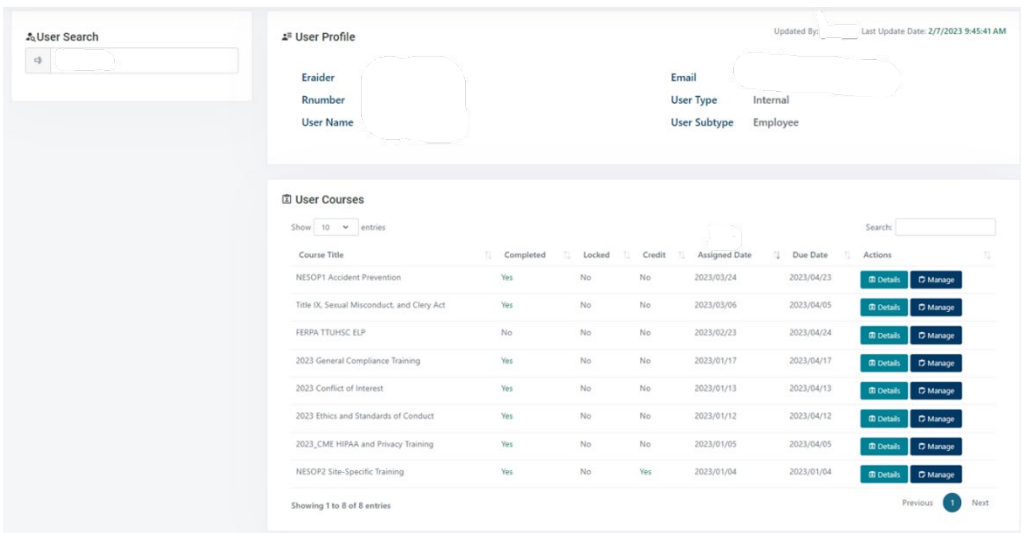 User Search
User Profile
Updated By: Last Update Date: 2/7/2023 9:45:41 AM
Eraider Email
Rnumber User Type Internal
User Name User Subtype Employee
User Courses
Show 10 entries Search:
Course Title Completed Locked Credit Assigned Date Due Date Actions
NESOP1 Accident Prevention Yes No No 2023/03/24 2023/04/23 Details Manage
Title IX, Sexual Misconduct, and Clery Act Yes No No 2023/03/06 2023/04/05 Details Manage
FERPA TTUHSC ELP No No No 2023/02/23 2023/04/24 Details Manage
2023 General Compliance Training Yes No No 2023/01/17 2023/04/17 Details Manage
2023 Conflict of Interest Yes No No 2023/01/13 2023/04/13 Details Manage
2023 Ethics and Standards of Conduct Yes No No 2023/01/12 2023/04/12 Details Manage
2023_CME HIPAA and Privacy Training Yes No No 2023/01/05 2023/04/05 Details Manage
NESOP2 Site-Specific Training Yes No Yes 2023/01/04 2023/01/04 Details Manage
Showing 1 to 8 of 8 entries Previous 1 Next